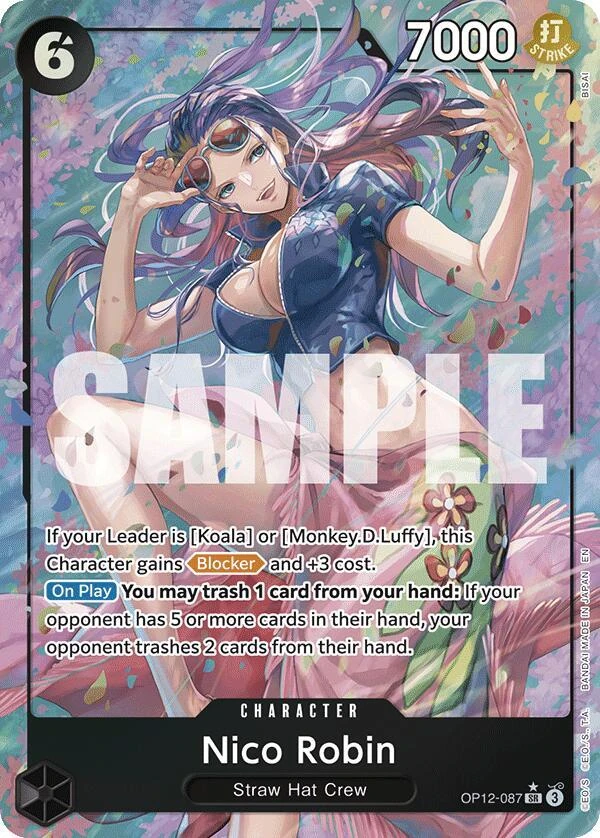 6
7000
打
STRIKE
BISAI
SAMPLE
If your Leader is [Koala] or [Monkey.D.Luffy], this
Character gains Blocker and +3 cost.
On Play You may trash 1 card from your hand: If your
opponent has 5 or more cards in their hand, your
opponent trashes 2 cards from their hand.
©E.O/S ©E.O./S., T.A. BANDAI MADE IN JAPAN EN
CHARACTER
Nico Robin
Straw Hat Crew
OP12-087 ★ SR 3